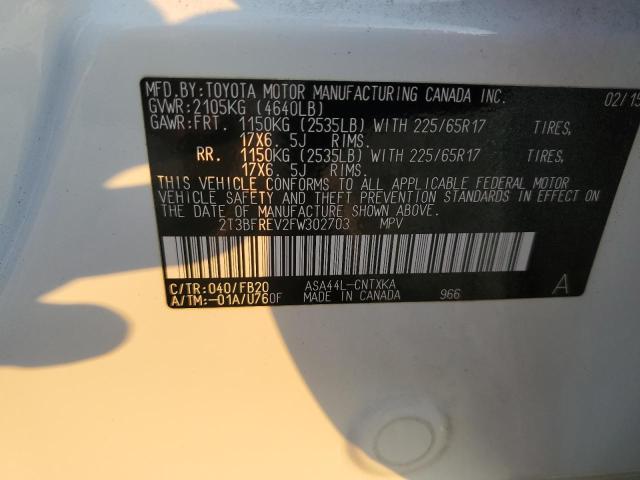 MFD.BY:TOYOTA MOTOR MANUFACTURING CANADA INC. 02/15
GVWR:2105KG (4640LB)
GAWR:FRT. 1150KG (2535LB) WITH 225/65R17 TIRES,
17X6. 5J RIMS.
RR. 1150KG (2535LB) WITH 225/65R17 TIRES,
17X6. 5J RIMS.
THIS VEHICLE CONFORMS TO ALL APPLICABLE FEDERAL MOTOR
VEHICLE SAFETY AND THEFT PREVENTION STANDARDS IN EFFECT ON
THE DATE OF MANUFACTURE SHOWN ABOVE.
2T3BFREV2FW302703 MPV
C/TR:040/FB20 ASA44L-CNTXKA A
A/TM:-01A/U760F MADE IN CANADA 966